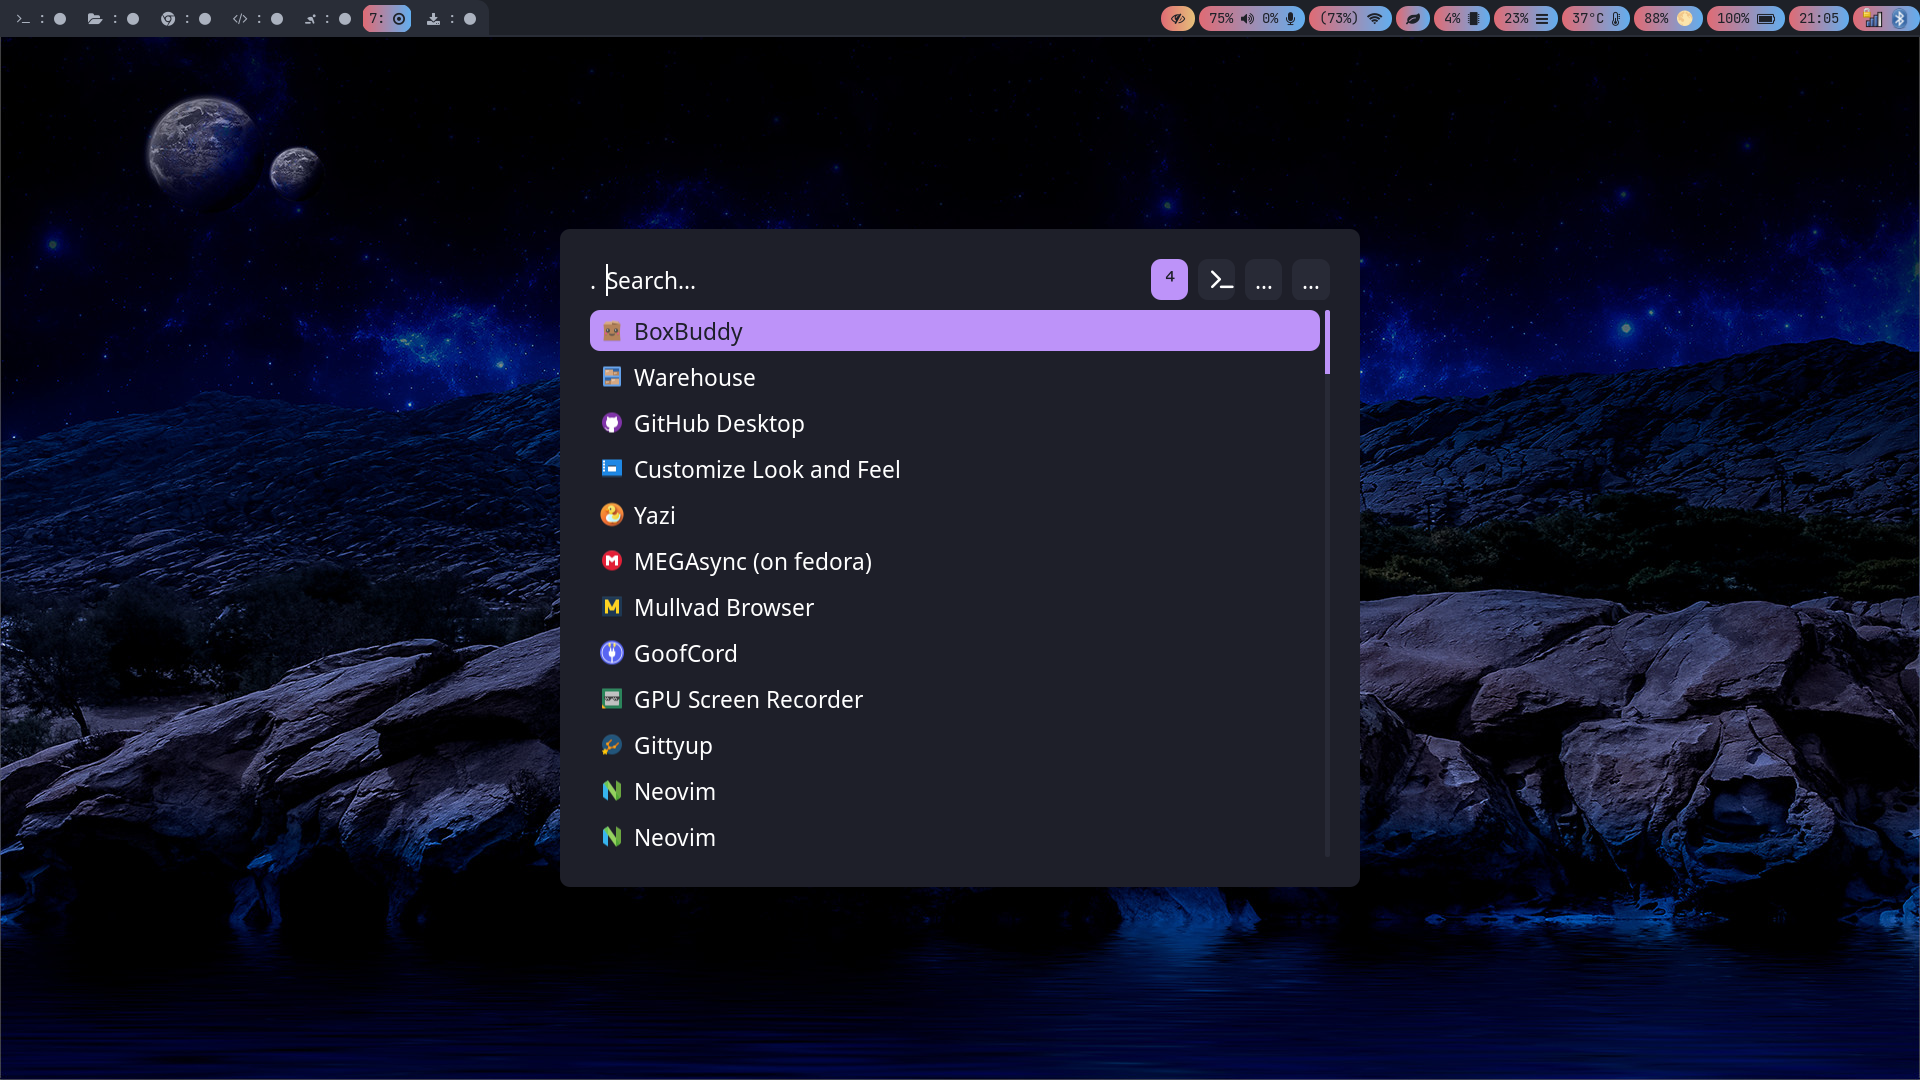 : : : : : 7: :
75% 0% (73%) 4% 23% 37°C 88% 100% 21:05
. Search... 4 >_ ... ...
BoxBuddy
Warehouse
GitHub Desktop
Customize Look and Feel
Yazi
MEGAsync (on fedora)
Mullvad Browser
GoofCord
GPU Screen Recorder
Gittyup
Neovim
Neovim